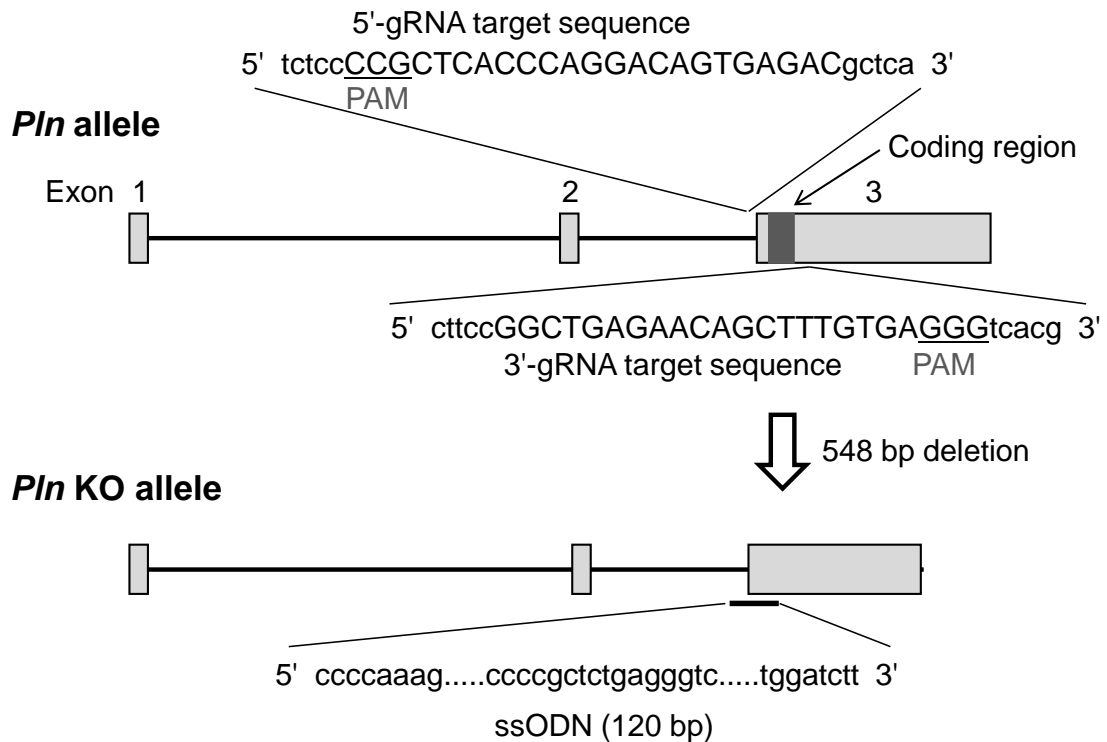 5'-gRNA target sequence
5' tctccCCGCTCACCCAGGACAGTGAGACgctca 3'
PAM
Pln allele
Coding region
Exon 1 2 3
5' cttccGGCTGAGAACAGCTTTGTGAGGGtcacg 3'
3'-gRNA target sequence PAM
548 bp deletion
Pln KO allele
5' ccccaaag.....ccccgctctgagggtc.....tggatctt 3'
ssODN (120 bp)